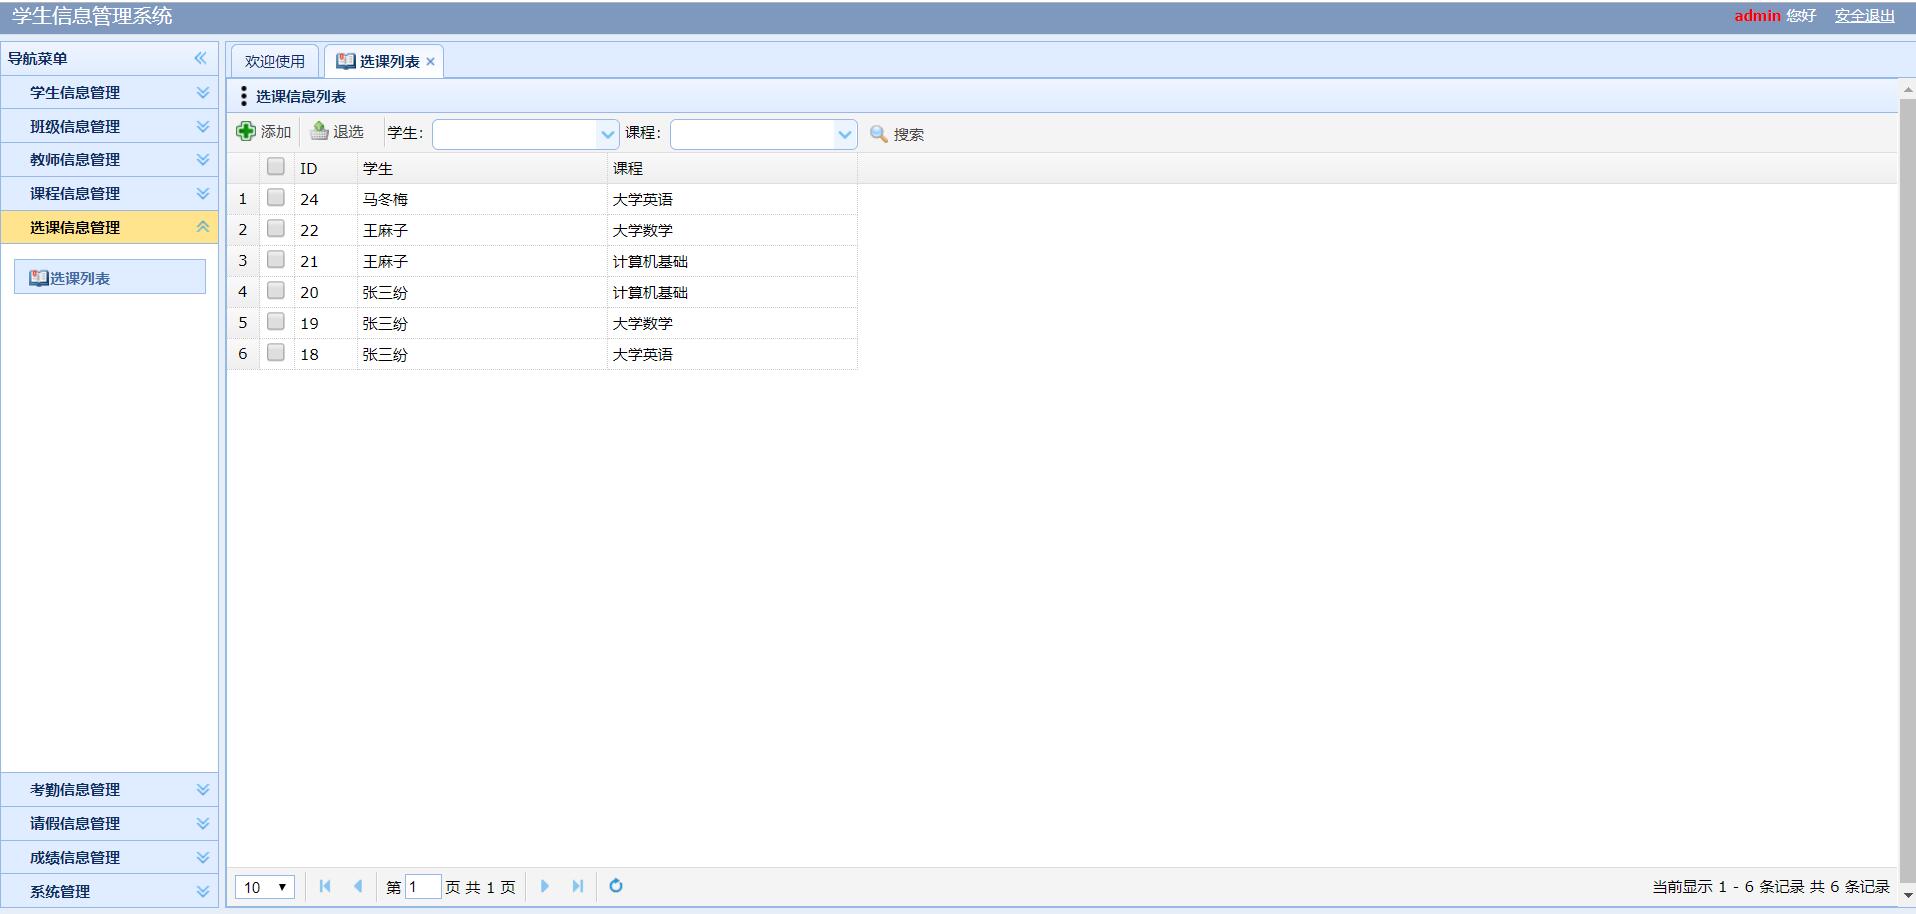 学生信息管理系统
admin 您好 安全退出
导航菜单
学生信息管理
班级信息管理
教师信息管理
课程信息管理
选课信息管理
选课列表
考勤信息管理
请假信息管理
成绩信息管理
系统管理
欢迎使用 选课列表
选课信息列表
添加 退选 学生： 课程： 搜索
ID 学生 课程
1 24 马冬梅 大学英语
2 22 王麻子 大学数学
3 21 王麻子 计算机基础
4 20 张三纷 计算机基础
5 19 张三纷 大学数学
6 18 张三纷 大学英语
10 第 1 页 共 1 页 当前显示 1 - 6 条记录 共 6 条记录